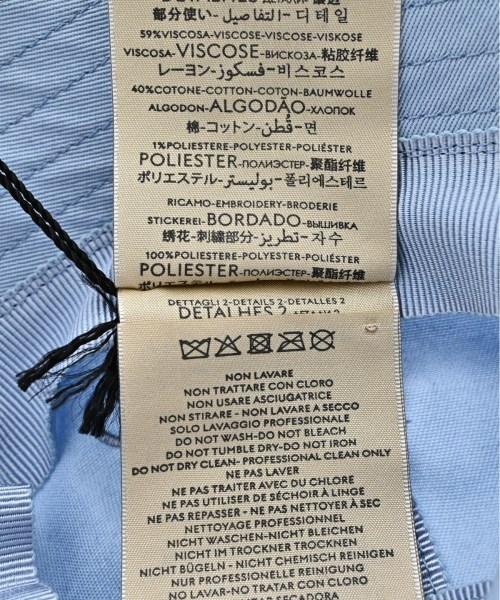 部分使い-التفاصيل-디테일
59%VISCOSA-VISCOSE-VISCOSE-VISKOSE
VISCOSA-VISCOSE-ВИСКОЗА-粘胶纤维
レーヨン-فسكوز-비스코스
40%COTONE-COTTON-COTON-BAUMWOLLE
ALGODON-ALGODÃO-ХЛОПОК
棉-コットン-قُطن-면
1%POLIESTERE-POLYESTER-POLIÉSTER
POLIESTER-ПОЛИЭСТЕР-聚酯纤维
ポリエステル-بوليستر-폴리에스테르
RICAMO-EMBROIDERY-BRODERIE
STICKEREI-BORDADO-ВЫШИВКА
绣花-刺繍部分-تطريز-자수
100%POLIESTERE-POLYESTER-POLYESTER
POLIESTER-ПОЛИЭСТЕР-聚酯纤维
DETTAGLI 2-DETAILS 2-DETALLES 2
DETALHES 2
NON LAVARE
NON TRATTARE CON CLORO
NON USARE ASCIUGATRICE
NON STIRARE - NON LAVARE A SECCO
SOLO LAVAGGIO PROFESSIONALE
DO NOT WASH-DO NOT BLEACH
DO NOT TUMBLE DRY-DO NOT IRON
DO NOT DRY CLEAN- PROFESSIONAL CLEAN ONLY
NE PAS LAVER
NE PAS TRAITER AVEC DU CHLORE
NE PAS UTILISER DE SÉCHOIR À LINGE
NE PAS REPASSER - NE PAS NETTOYER À SEC
NETTOYAGE PROFESSIONNEL
NICHT WASCHEN-NICHT BLEICHEN
NICHT IM TROCKNER TROCKNEN
NICHT BÜGELN - NICHT CHEMISCH REINIGEN
NUR PROFESSIONELLE REINIGUNG
NO LAVAR-NO TRATAR CON CLORO